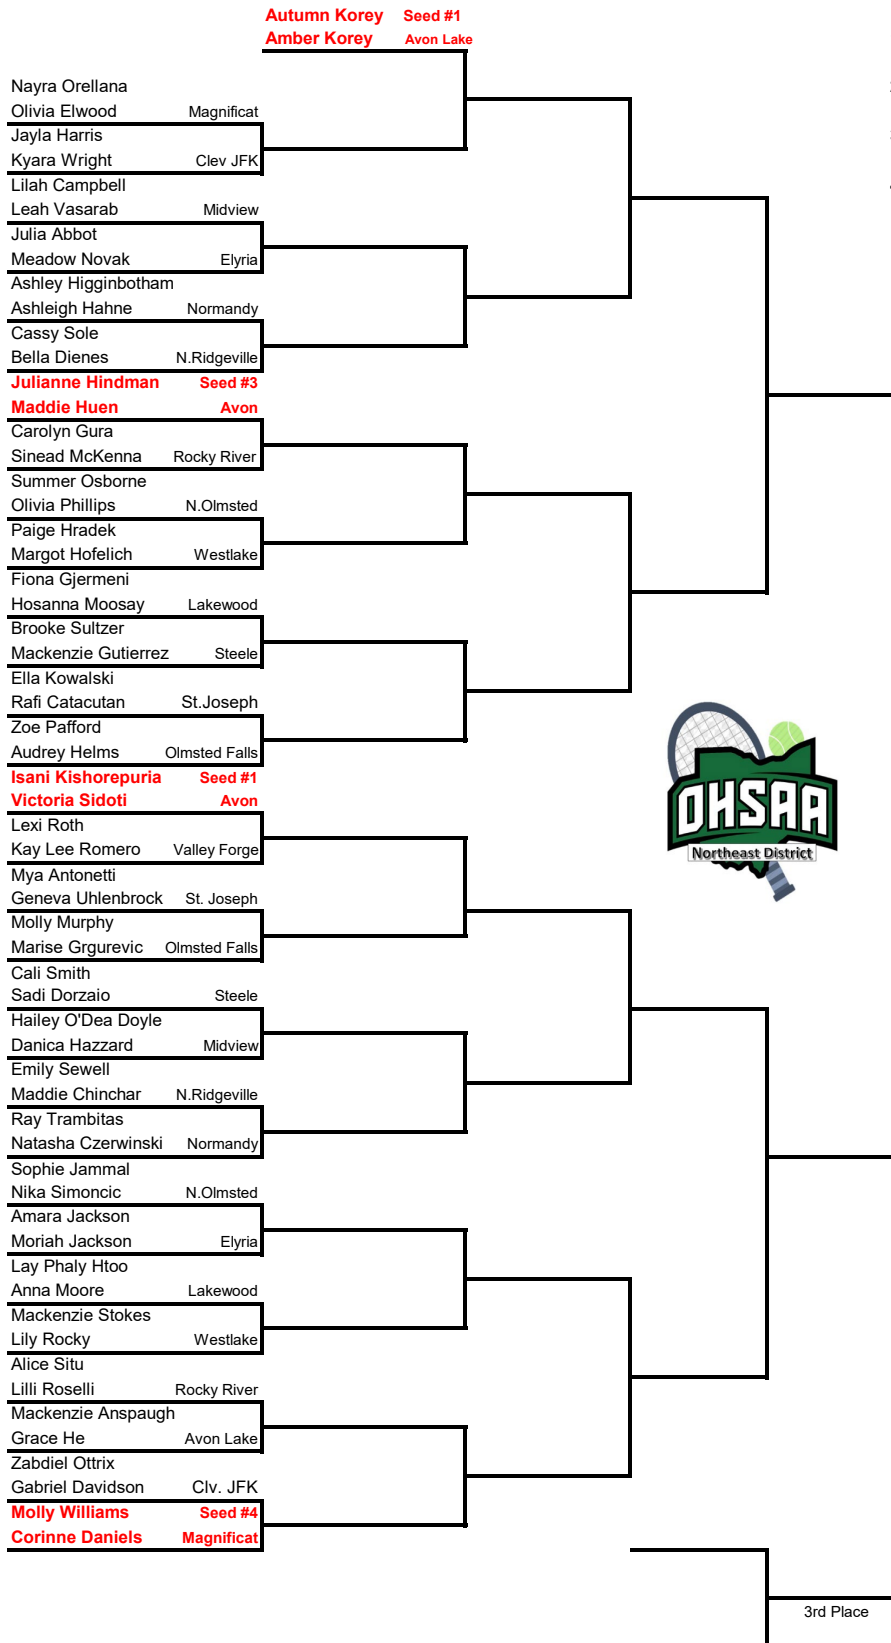 Autumn Korey Seed #1
Amber Korey Avon Lake
Nayra Orellana
Olivia Elwood Magnificat
Jayla Harris
Kyara Wright Clev JFK
Lilah Campbell
Leah Vasarab Midview
Julia Abbot
Meadow Novak Elyria
Ashley Higginbotham
Ashleigh Hahne Normandy
Cassy Sole
Bella Dienes N.Ridgeville
Julianne Hindman Seed #3
Maddie Huen Avon
Carolyn Gura
Sinead McKenna Rocky River
Summer Osborne
Olivia Phillips N.Olmsted
Paige Hradek
Margot Hofelich Westlake
Fiona Gjermeni
Hosanna Moosay Lakewood
Brooke Sultzer
Mackenzie Gutierrez Steele
Ella Kowalski
Rafi Catacutan St.Joseph
Zoe Pafford
Audrey Helms Olmsted Falls
Isani Kishorepuria Seed #1
Victoria Sidoti Avon
OHSAA
Northeast District
Lexi Roth
Kay Lee Romero Valley Forge
Mya Antonetti
Geneva Uhlenbrock St. Joseph
Molly Murphy
Marise Grgurevic Olmsted Falls
Cali Smith
Sadi Dorzaio Steele
Hailey O'Dea Doyle
Danica Hazzard Midview
Emily Sewell
Maddie Chinchar N.Ridgeville
Ray Trambitas
Natasha Czerwinski Normandy
Sophie Jammal
Nika Simoncic N.Olmsted
Amara Jackson
Moriah Jackson Elyria
Lay Phaly Htoo
Anna Moore Lakewood
Mackenzie Stokes
Lily Rocky Westlake
Alice Situ
Lilli Roselli Rocky River
Mackenzie Anspaugh
Grace He Avon Lake
Zabdiel Ottrix
Gabriel Davidson Clv. JFK
Molly Williams Seed #4
Corinne Daniels Magnificat
3rd Place